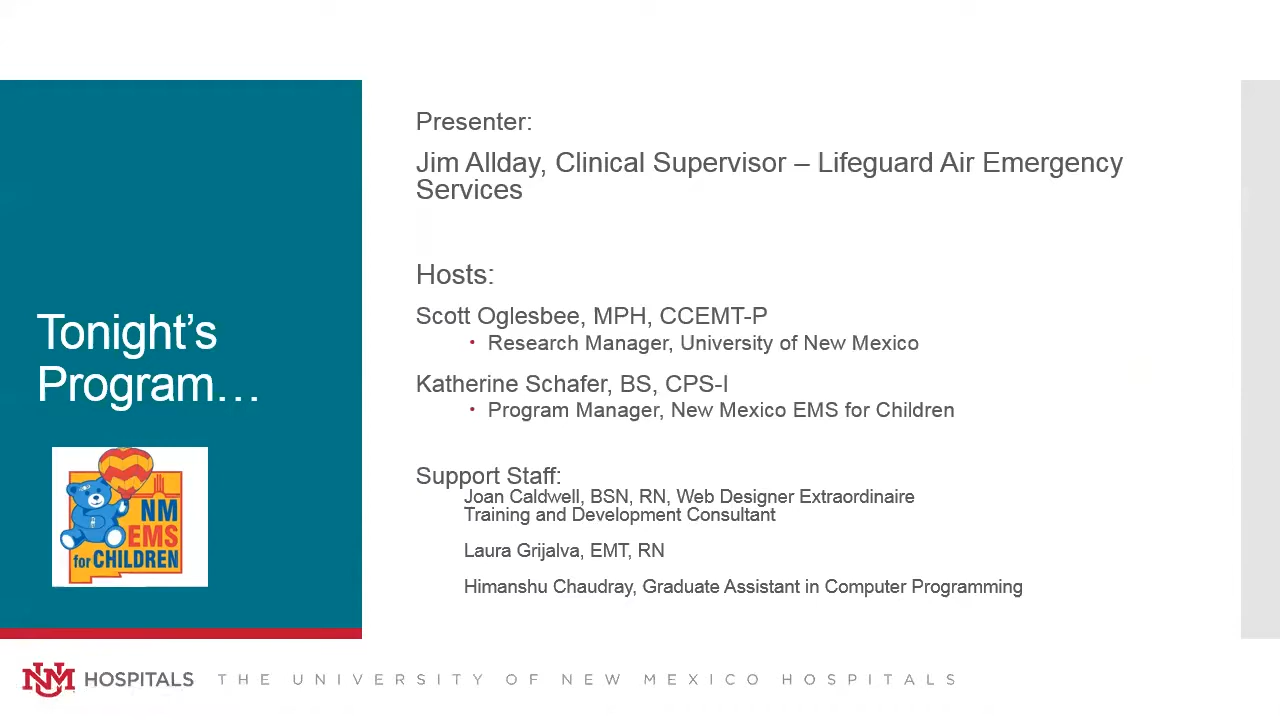 Presenter:
Jim Allday, Clinical Supervisor – Lifeguard Air Emergency
Services
Hosts:
Scott Oglesbee, MPH, CCEMT-P
• Research Manager, University of New Mexico
Katherine Schafer, BS, CPS-I
• Program Manager, New Mexico EMS for Children
Support Staff:
Joan Caldwell, BSN, RN, Web Designer Extraordinaire
Training and Development Consultant
Laura Grijalva, EMT, RN
Himanshu Chaudray, Graduate Assistant in Computer Programming
Tonight’s
Program…
NM
EMS
for CHILDREN
UNM HOSPITALS THE UNIVERSITY OF NEW MEXICO HOSPITALS